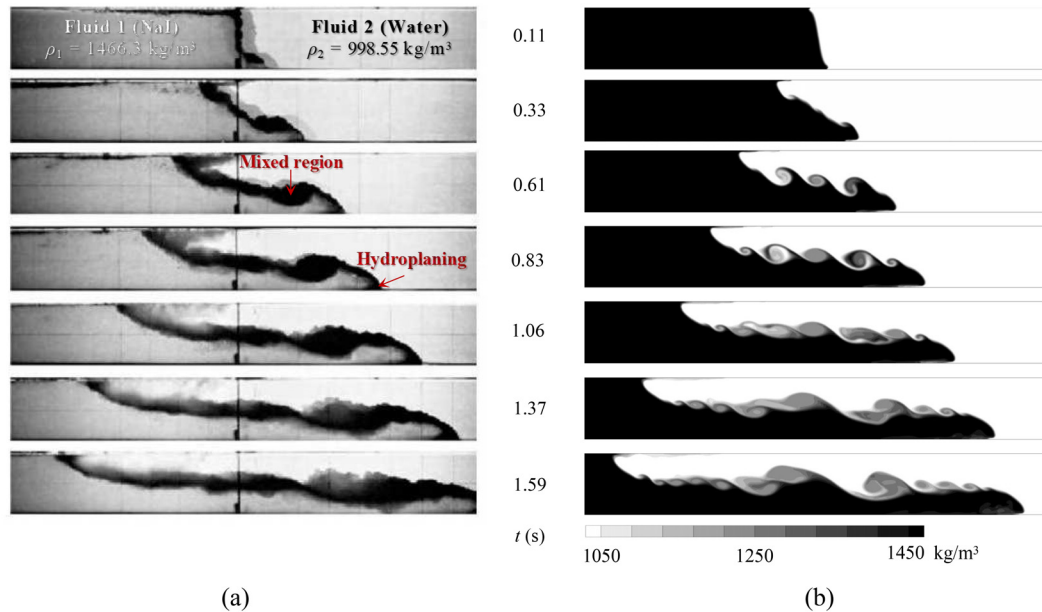 Fluid 1 (NaI)
ρ1 = 1466.3 kg/m³
Fluid 2 (Water)
ρ2 = 998.55 kg/m³
0.11
0.33
Mixed region
0.61
Hydroplaning
0.83
1.06
1.37
1.59
t (s)
1050
1250
1450
kg/m³
(a)
(b)